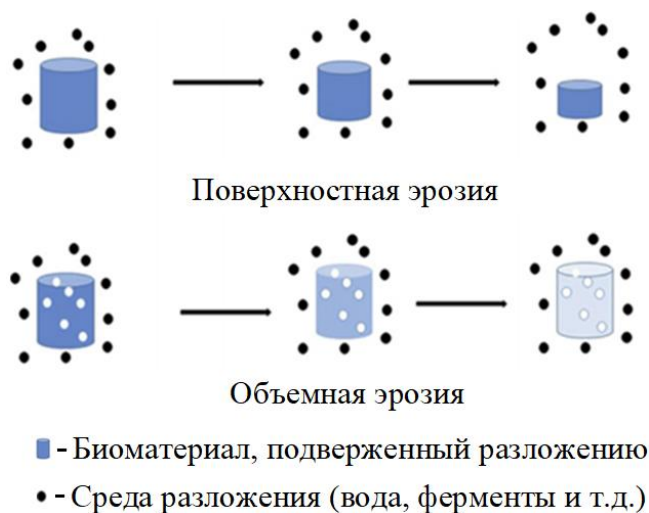 Поверхностная эрозия
Объемная эрозия
- Биоматериал, подверженный разложению
- Среда разложения (вода, ферменты и т.д.)